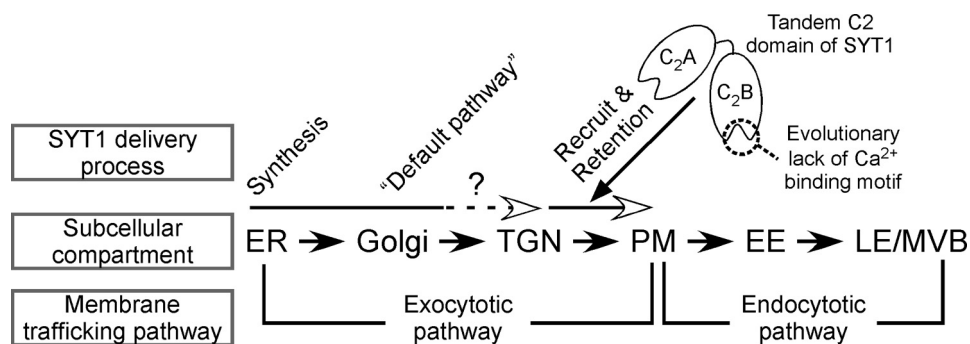 Tandem C2
domain of SYT1
C₂A
C₂B
Evolutionary
lack of Ca²⁺
binding motif
SYT1 delivery
process
Synthesis
“Default pathway”
?
Recruit &
Retention
Subcellular
compartment
ER
Golgi
TGN
PM
EE
LE/MVB
Membrane
trafficking pathway
Exocytotic
pathway
Endocytotic
pathway